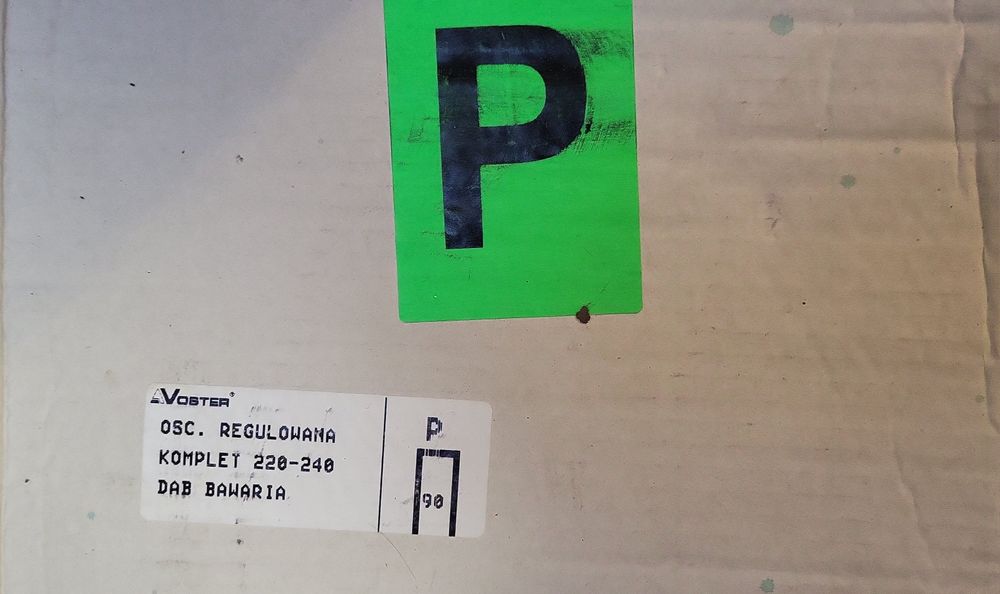 P
VOSTER®
OSC. REGULOWANA
KOMPLET 220-240
DAB BAWARIA
P
90